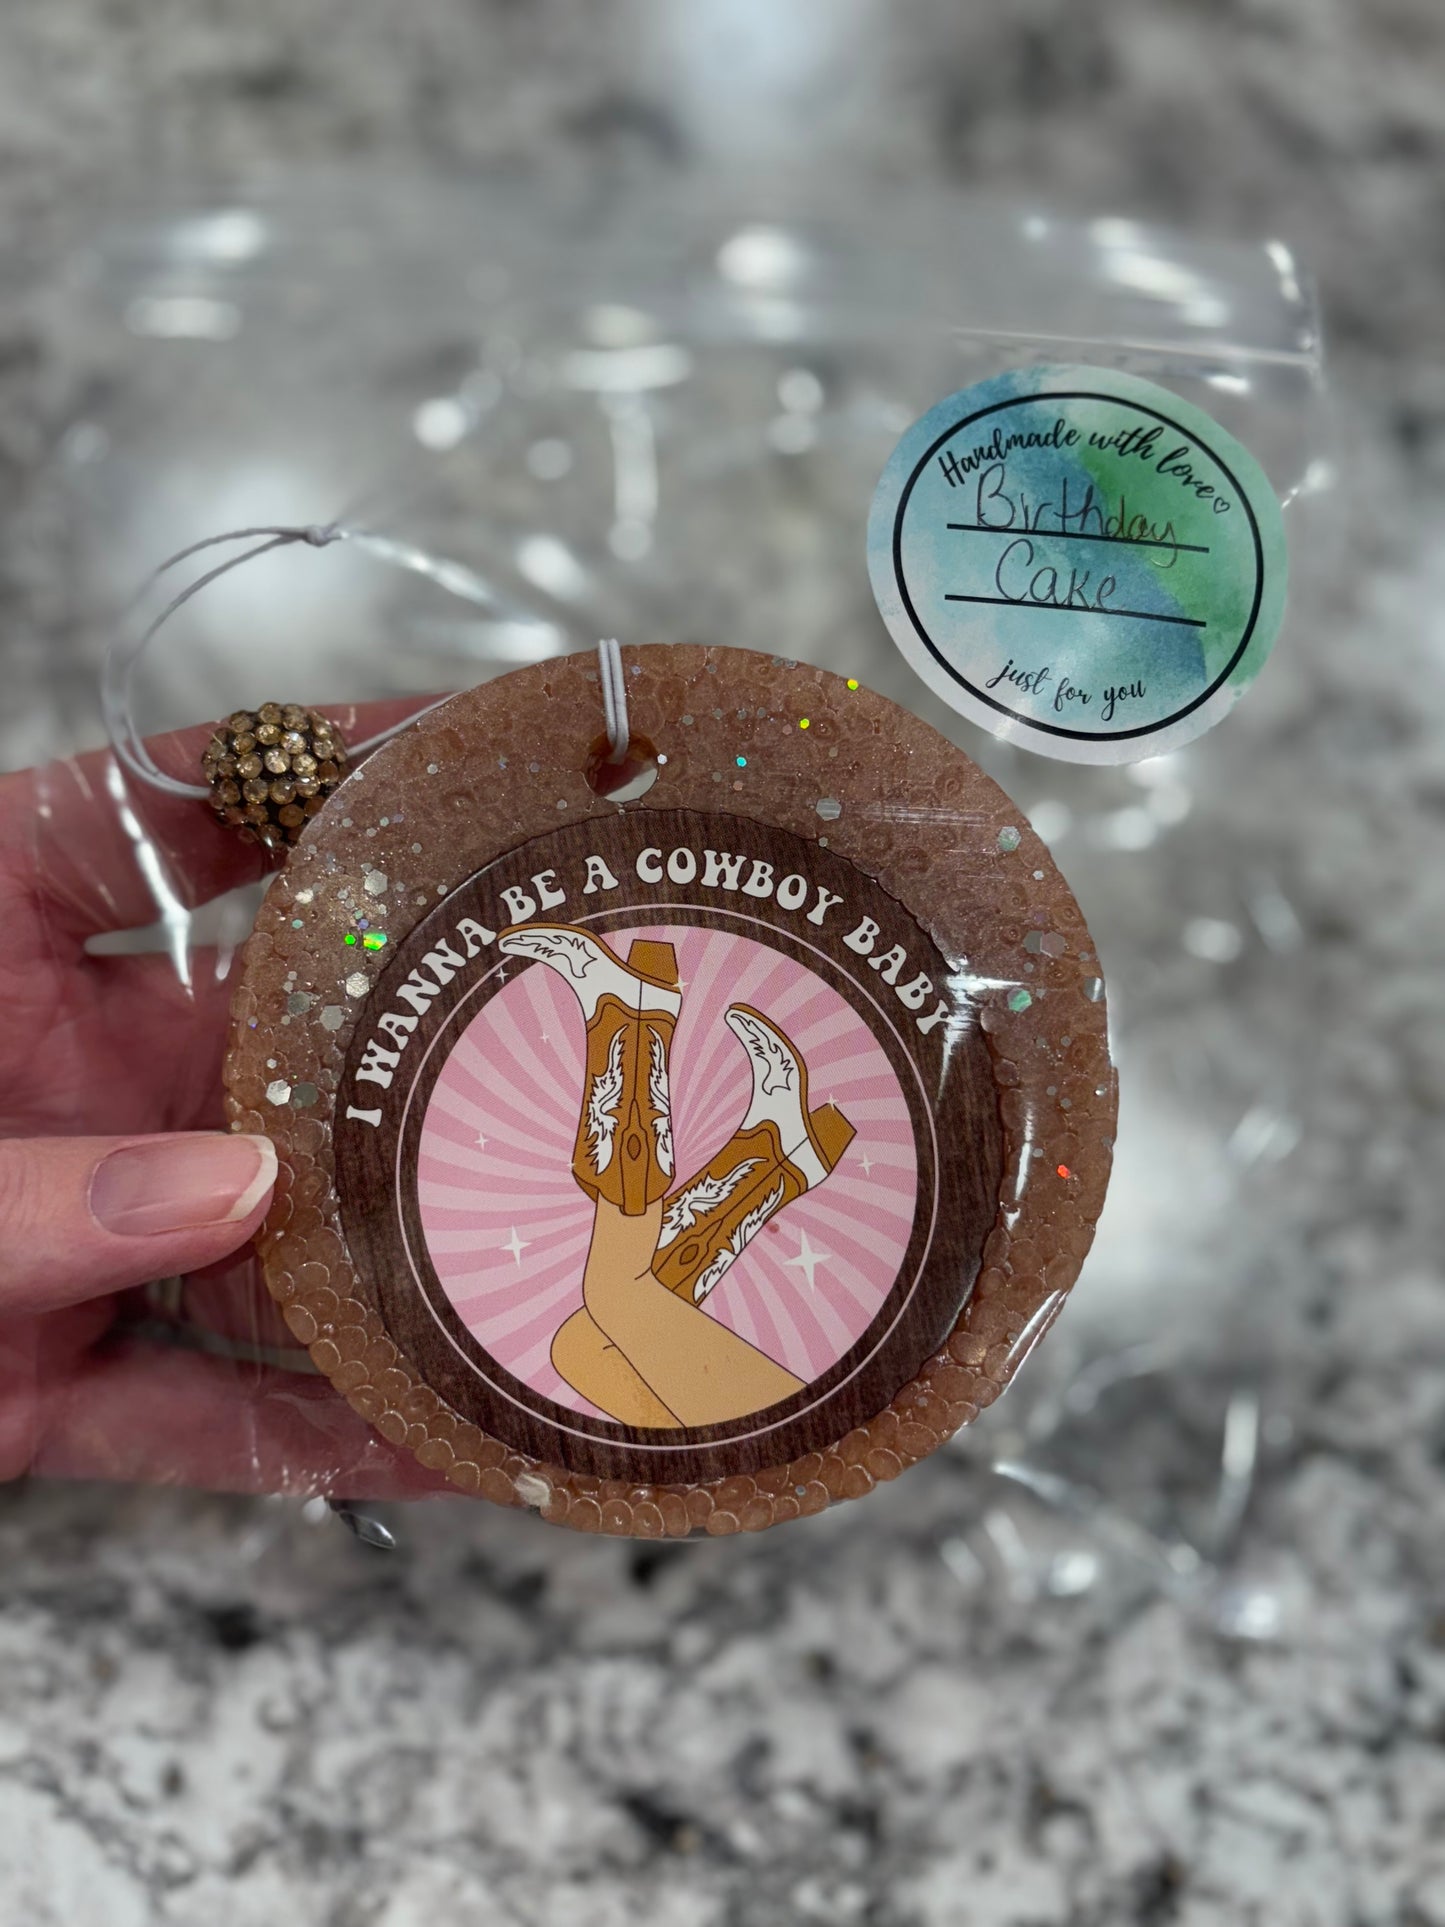 Handmade with love♡
Birthday
Cake
just for you
I WANNA BE A COWBOY BABY